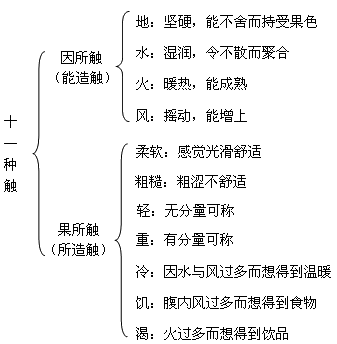 十一种触
因所触
（能造触）
地：坚硬，能不舍而持受果色
水：湿润，令不散而聚合
火：暖热，能成熟
风：摇动，能增上
果所触
（所造触）
柔软：感觉光滑舒适
粗糙：粗涩不舒适
轻：无分量可称
重：有分量可称
冷：因水与风过多而想得到温暖
饥：腹内风过多而想得到食物
渴：火过多而想得到饮品